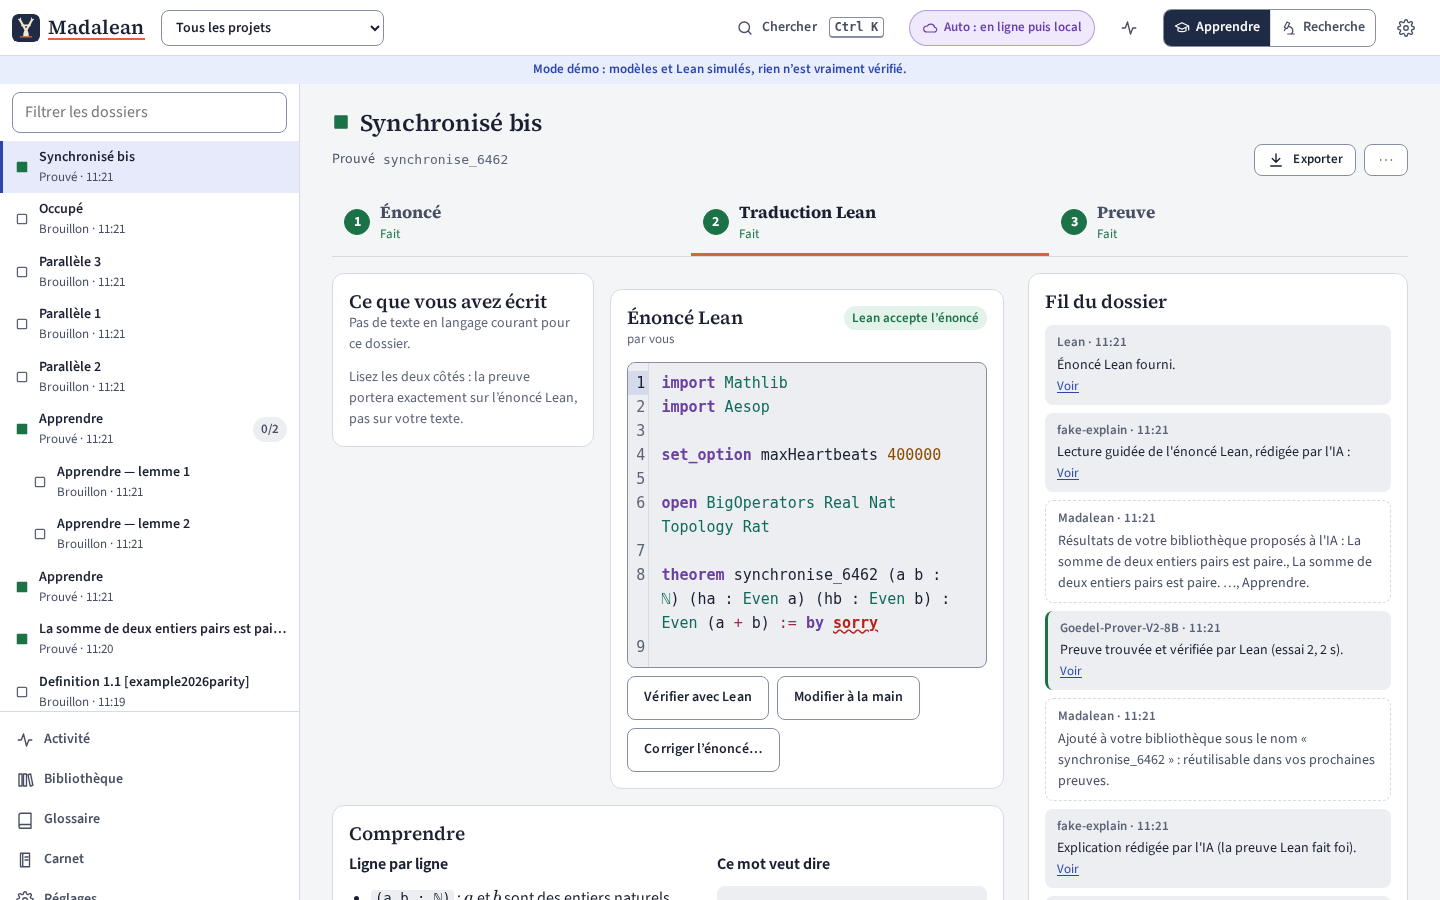 Madalean
Tous les projets
Chercher
Ctrl K
Auto : en ligne puis local
Apprendre
Recherche
Mode démo : modèles et Lean simulés, rien n’est vraiment vérifié.
Filtrer les dossiers
Synchronisé bis
Prouvé · 11:21
Occupé
Brouillon · 11:21
Parallèle 3
Brouillon · 11:21
Parallèle 1
Brouillon · 11:21
Parallèle 2
Brouillon · 11:21
Apprendre
Prouvé · 11:21
0/2
Apprendre — lemme 1
Brouillon · 11:21
Apprendre — lemme 2
Brouillon · 11:21
Apprendre
Prouvé · 11:21
La somme de deux entiers pairs est pai…
Prouvé · 11:20
Definition 1.1 [example2026parity]
Brouillon · 11:19
Activité
Bibliothèque
Glossaire
Carnet
Réglages
Synchronisé bis
Prouvé synchronise_6462
Exporter
···
1 Énoncé
Fait
2 Traduction Lean
Fait
3 Preuve
Fait
Ce que vous avez écrit
Pas de texte en langage courant pour
ce dossier.
Lisez les deux côtés : la preuve
portera exactement sur l’énoncé Lean,
pas sur votre texte.
Énoncé Lean
Lean accepte l’énoncé
par vous
1 import Mathlib
2 import Aesop
3
4 set_option maxHeartbeats 400000
5
6 open BigOperators Real Nat
Topology Rat
7
8 theorem synchronise_6462 (a b :
ℕ) (ha : Even a) (hb : Even b) :
Even (a + b) := by sorry
9
Vérifier avec Lean
Modifier à la main
Corriger l’énoncé…
Comprendre
Ligne par ligne
(a b : ℕ) : a et b sont des entiers naturels
Ce mot veut dire
Fil du dossier
Lean · 11:21
Énoncé Lean fourni.
Voir
fake-explain · 11:21
Lecture guidée de l'énoncé Lean, rédigée par l'IA :
Voir
Madalean · 11:21
Résultats de votre bibliothèque proposés à l'IA : La
somme de deux entiers pairs est paire., La somme de
deux entiers pairs est paire. …, Apprendre.
Goedel-Prover-V2-8B · 11:21
Preuve trouvée et vérifiée par Lean (essai 2, 2 s).
Voir
Madalean · 11:21
Ajouté à votre bibliothèque sous le nom «
synchronise_6462 » : réutilisable dans vos prochaines
preuves.
fake-explain · 11:21
Explication rédigée par l'IA (la preuve Lean fait foi).
Voir